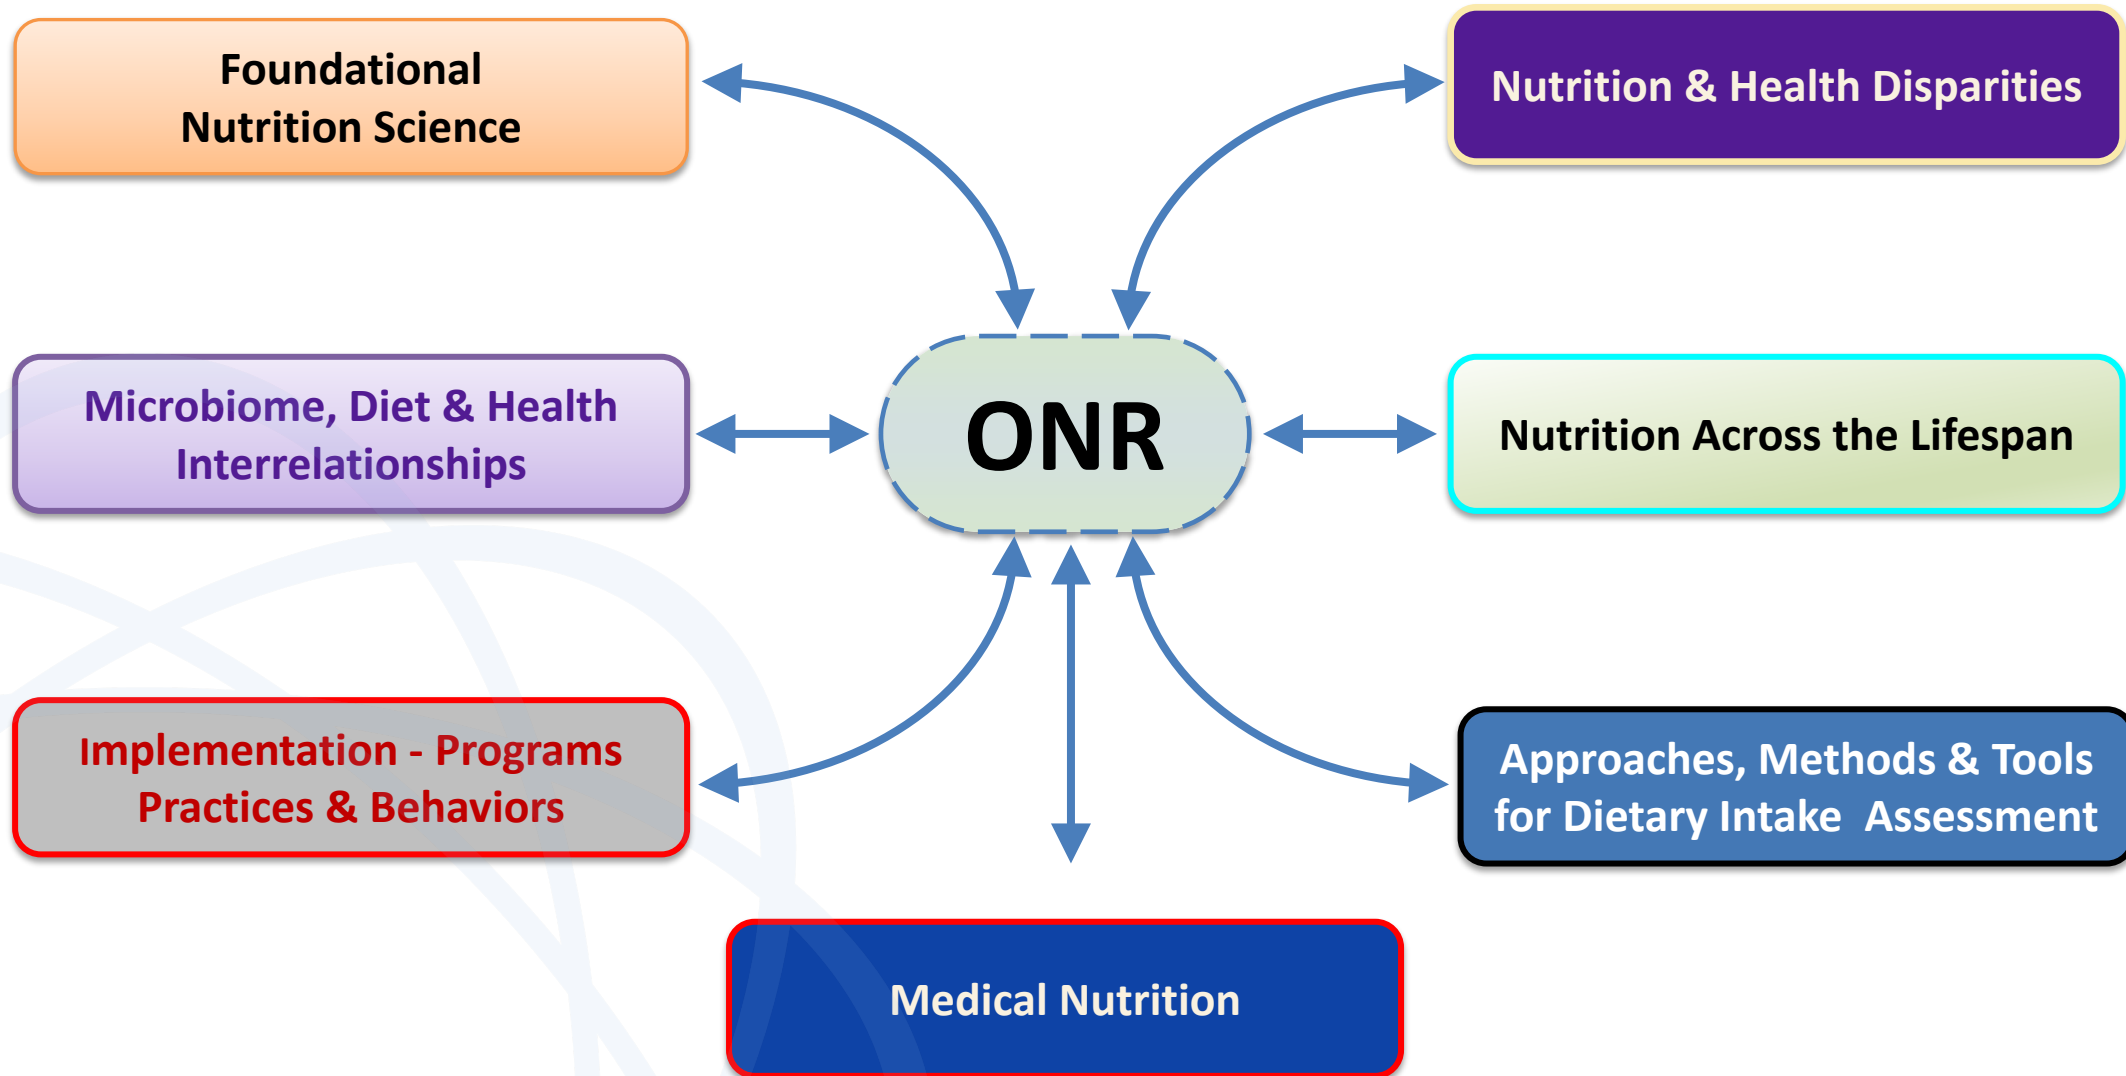 Foundational
Nutrition Science
Nutrition & Health Disparities
Microbiome, Diet & Health
Interrelationships
ONR
Nutrition Across the Lifespan
Implementation - Programs
Practices & Behaviors
Approaches, Methods & Tools
for Dietary Intake  Assessment
Medical Nutrition